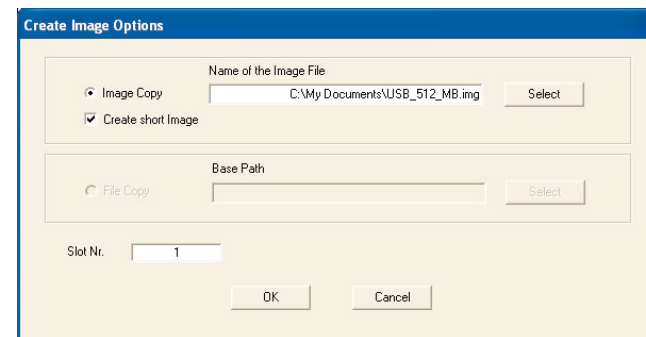 Create Image Options
Name of the Image File
Image Copy
C:\My Documents\USB_512_MB.img
Select
Create short Image
Base Path
File Copy
Select
Slot Nr.
1
OK
Cancel